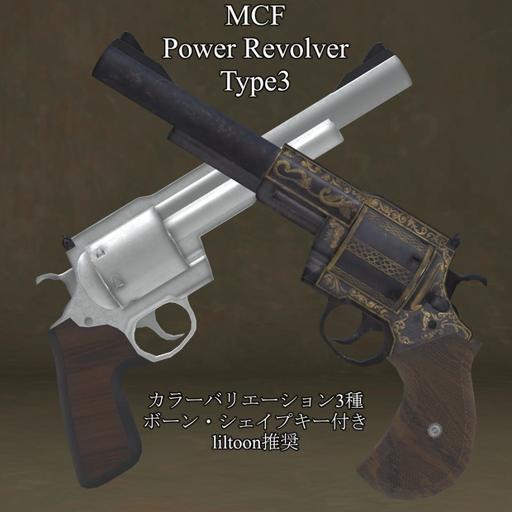 MCF
Power Revolver
Type3
カラーバリエーション3種
ボーン・シェイプキー付き
liltoon推奨